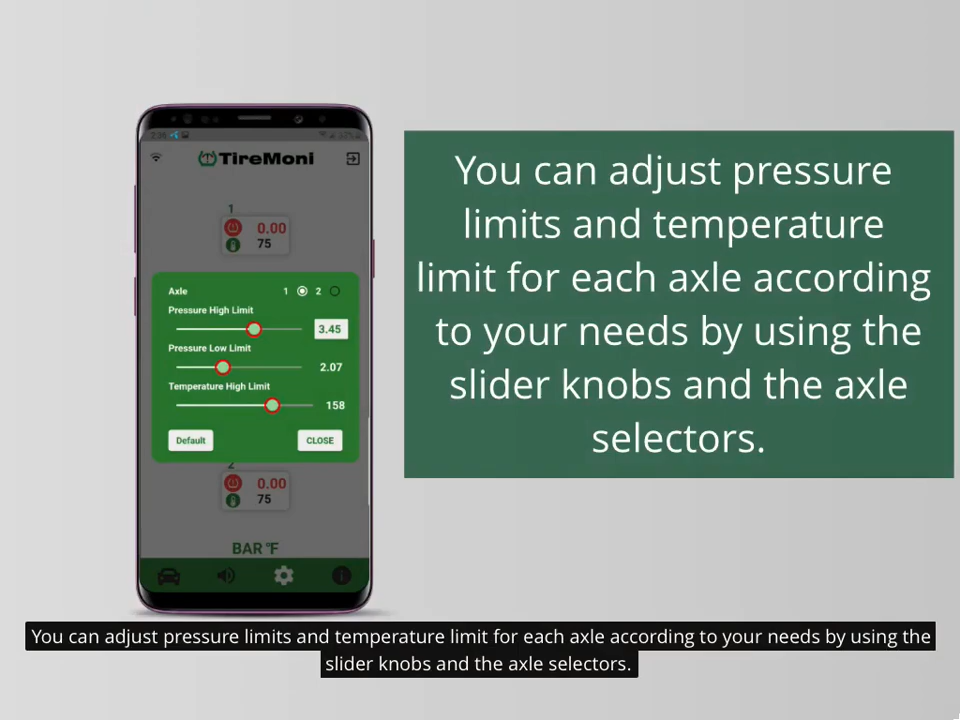 2:36
TireMoni
1
0.00
75
Axle 1 2
Pressure High Limit
3.45
Pressure Low Limit
2.07
Temperature High Limit
158
Default CLOSE
2
0.00
75
BAR °F
You can adjust pressure
limits and temperature
limit for each axle according
to your needs by using the
slider knobs and the axle
selectors.
You can adjust pressure limits and temperature limit for each axle according to your needs by using the
slider knobs and the axle selectors.